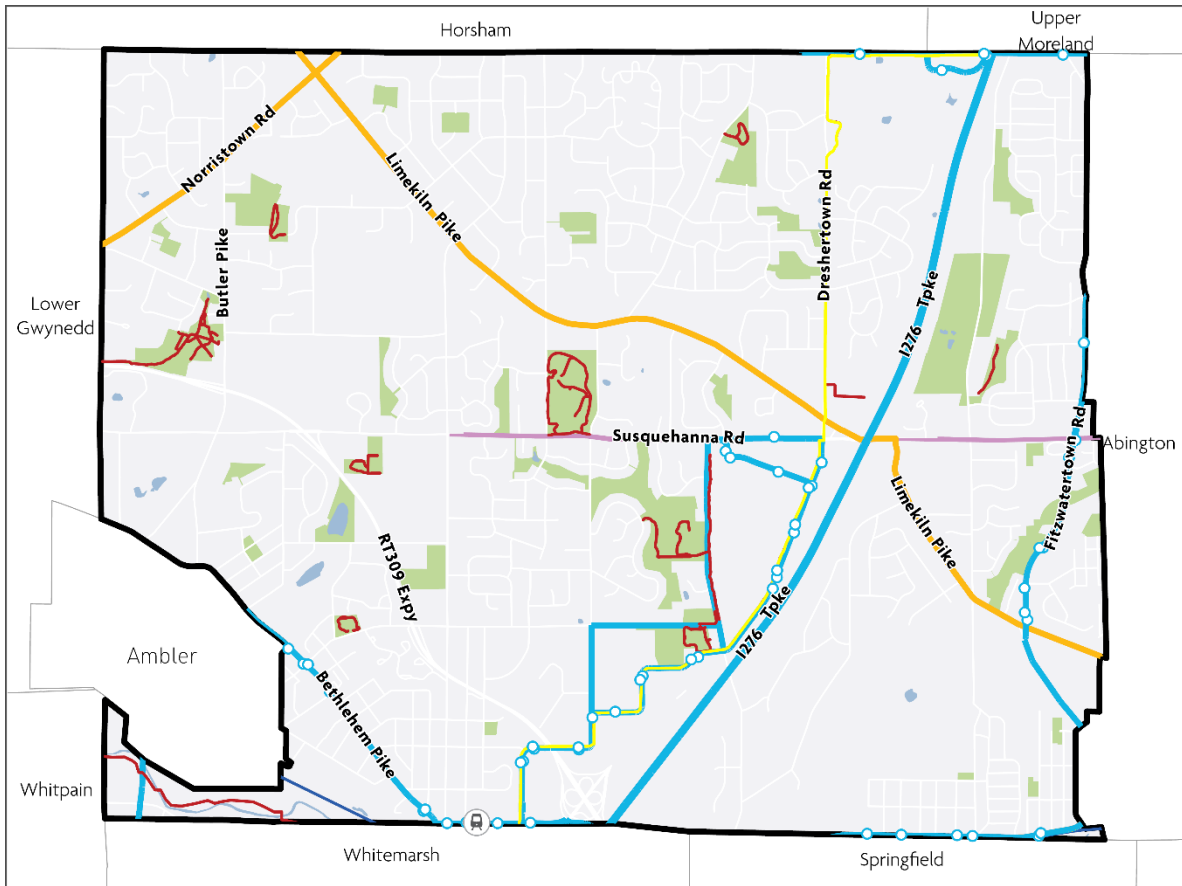 Horsham
Upper
Moreland
Norristown Rd
Limekiln Pike
Butler Pike
Dreshertown Rd
I276 Tpke
Lower
Gwynedd
Susquehanna Rd
Abington
Limekiln Pike
Fitzwatertown Rd
RT309 Expy
I276 Tpke
Ambler
Bethlehem Pike
Whitpain
Whitemarsh
Springfield